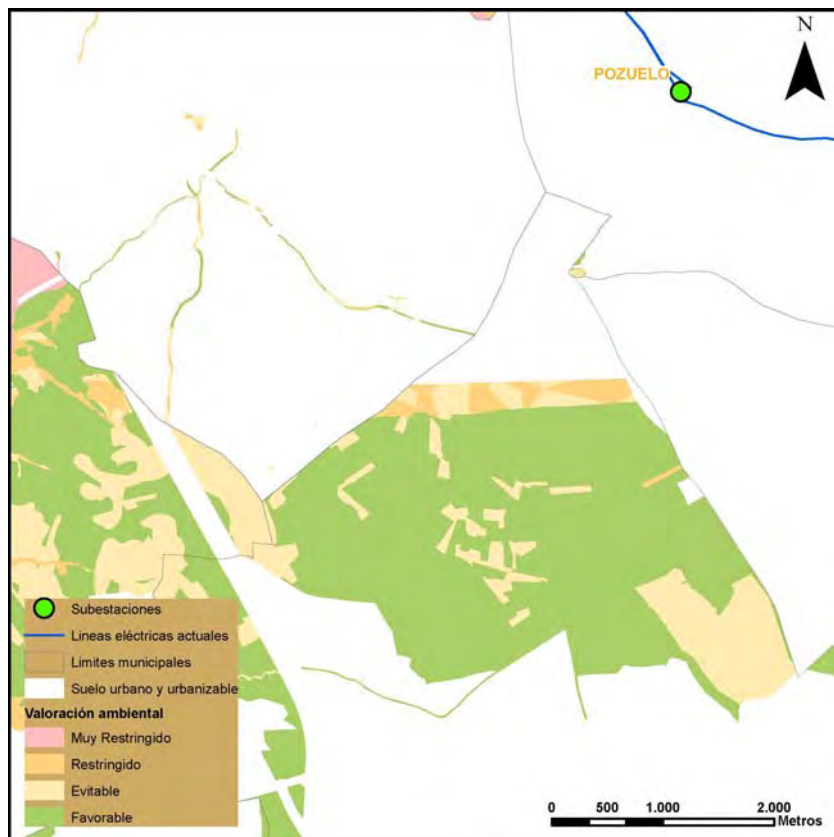 N
POZUELO
Subestaciones
Lineas eléctricas actuales
Limites municipales
Suelo urbano y urbanizable
Valoración ambiental
Muy Restringido
Restringido
Evitable
Favorable
0 500 1.000 2.000
Metros